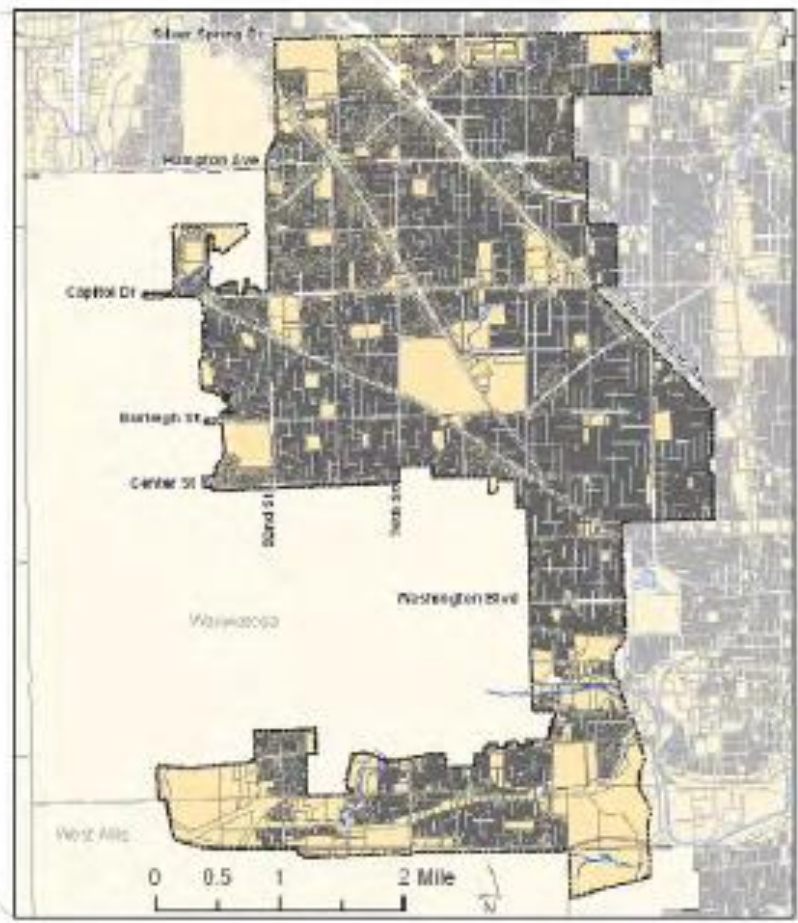 Silver Spring Dr
Hampton Ave
Capitol Dr
Burleigh St
Center St
92nd St
76th St
Washington Blvd
Wauwatosa
West Allis
0 0.5 1 2 Mile
N